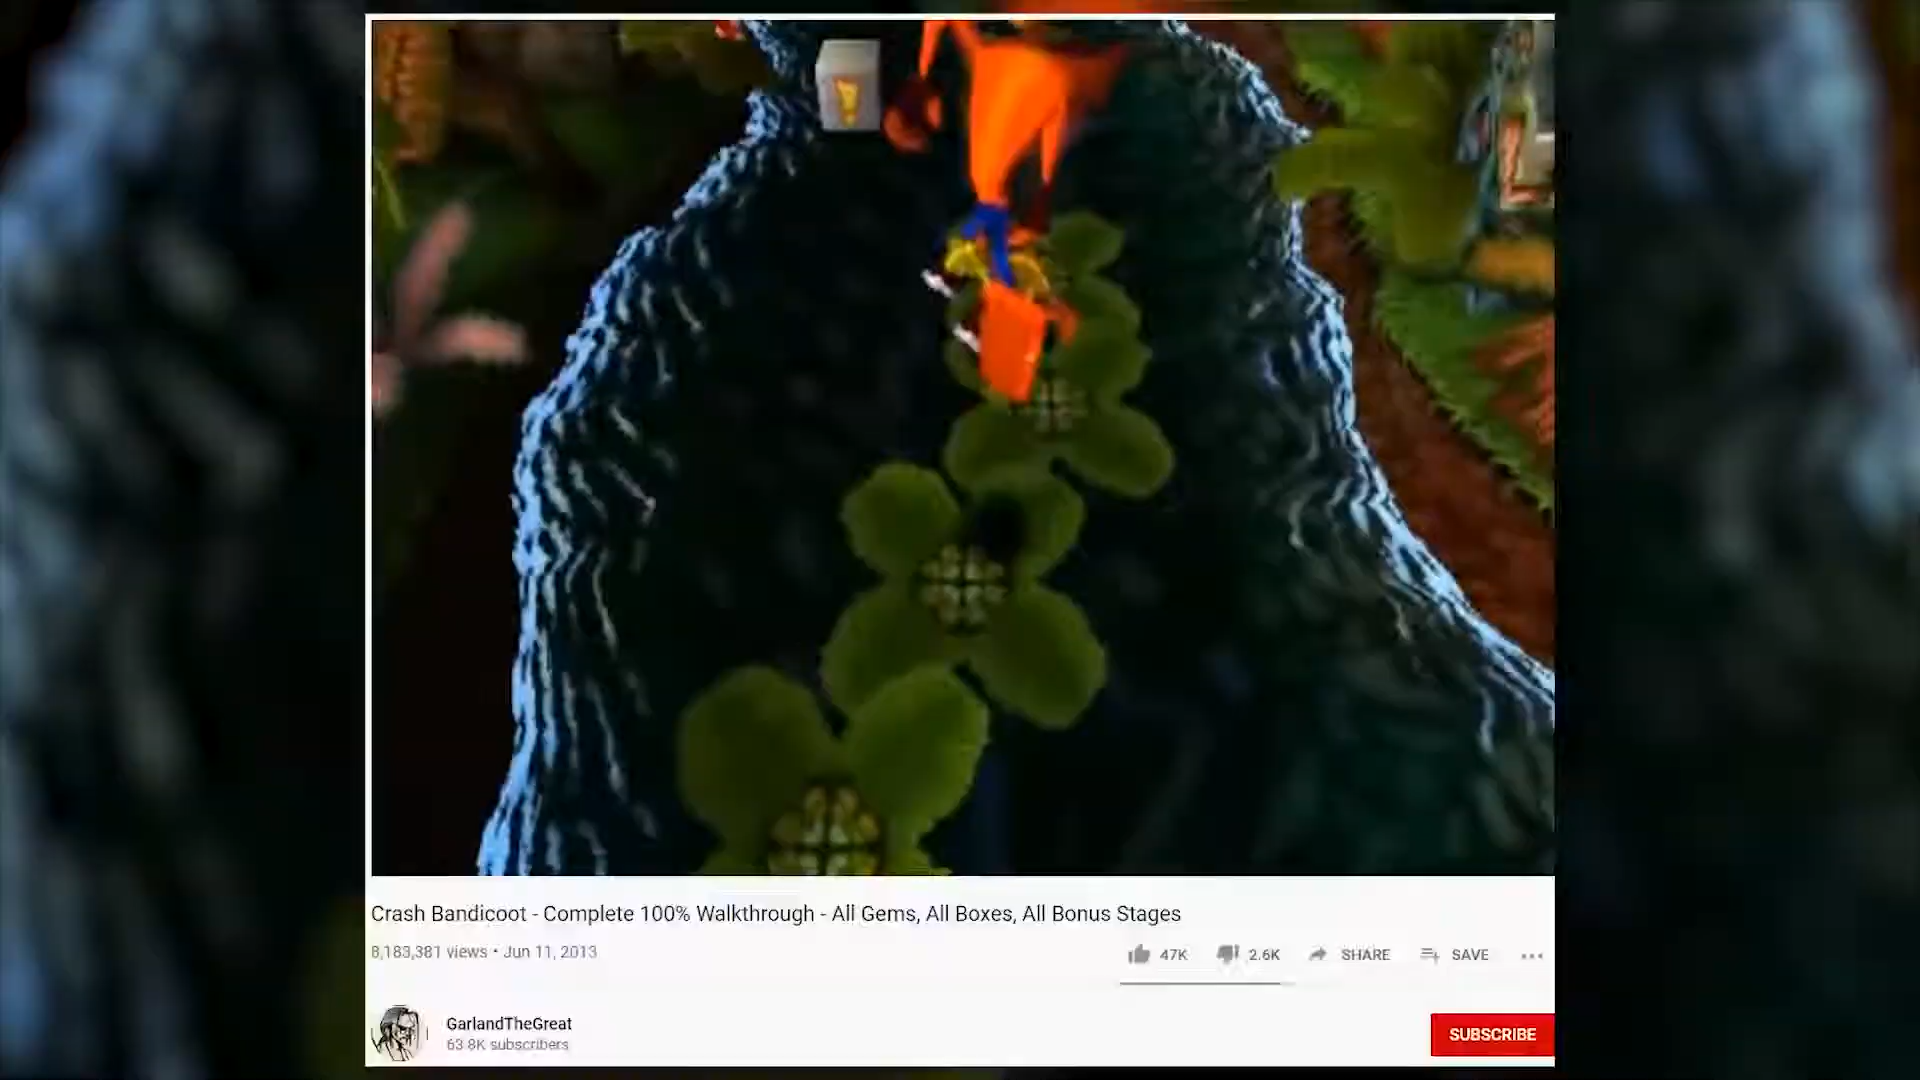 Crash Bandicoot - Complete 100% Walkthrough - All Gems, All Boxes, All Bonus Stages
8,183,381 views • Jun 11, 2013
47K 2.6K SHARE SAVE
GarlandTheGreat
63.8K subscribers
SUBSCRIBE